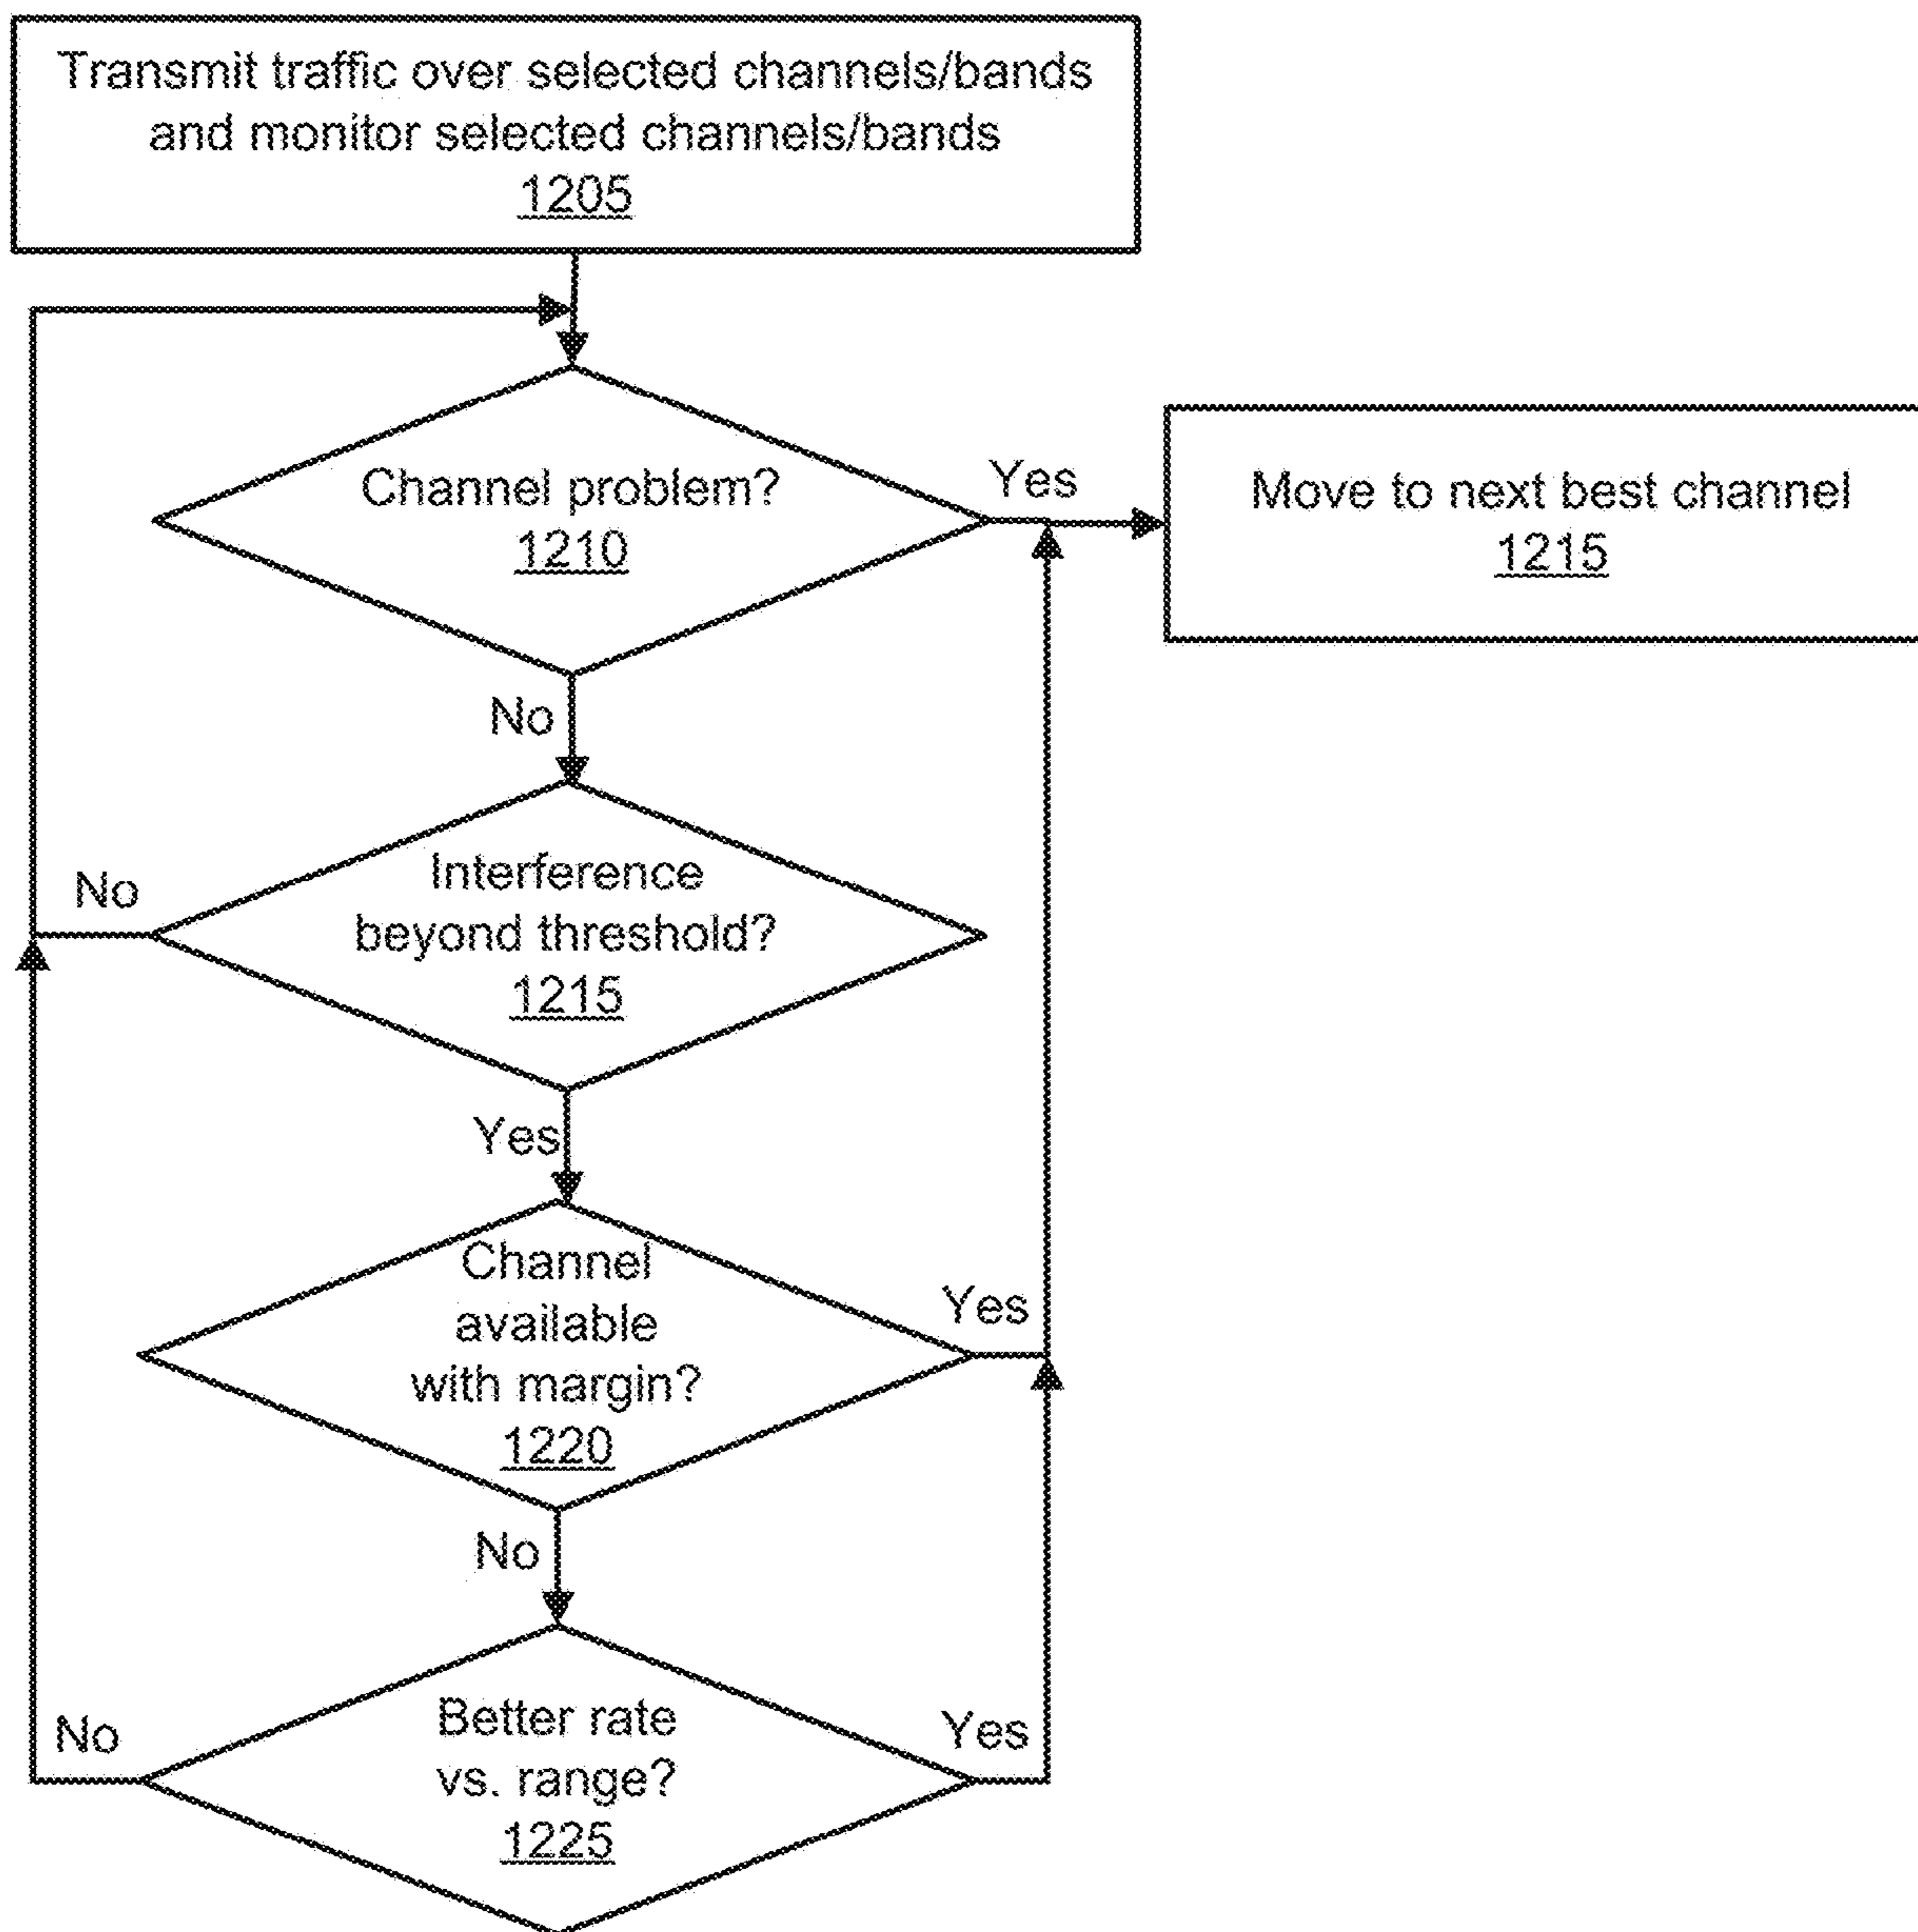 Transmit traffic over selected channels/bands
and monitor selected channels/bands
1205
Channel problem?
1210
Yes
Move to next best channel
1215
No
Interference
beyond threshold?
1215
No
Yes
Channel
available
with margin?
1220
Yes
No
Better rate
vs. range?
1225
No
Yes